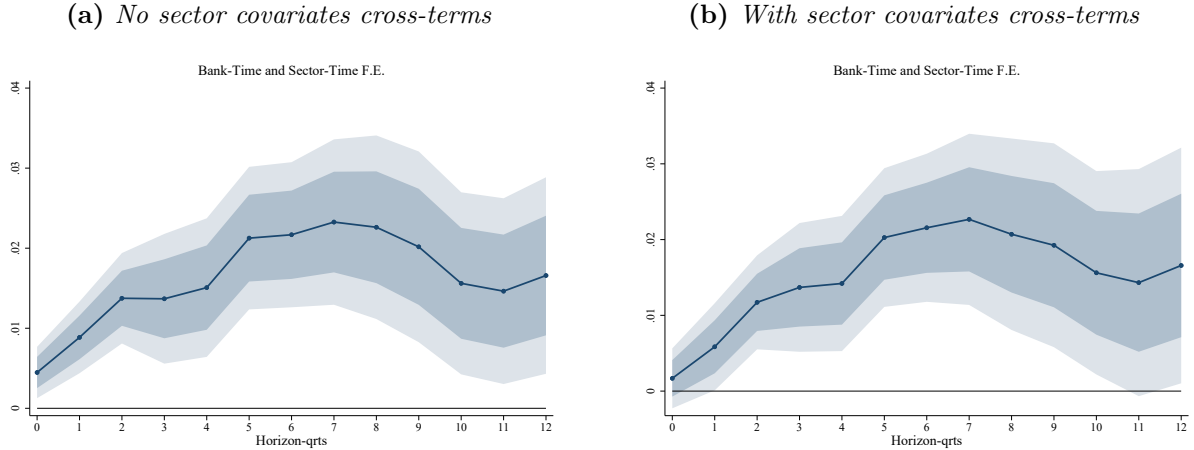 (a) No sector covariates cross-terms
Bank-Time and Sector-Time F.E.
.04
.03
.02
.01
0
0 1 2 3 4 5 6 7 8 9 10 11 12
Horizon-qrts
(b) With sector covariates cross-terms
Bank-Time and Sector-Time F.E.
.04
.03
.02
.01
0
0 1 2 3 4 5 6 7 8 9 10 11 12
Horizon-qrts